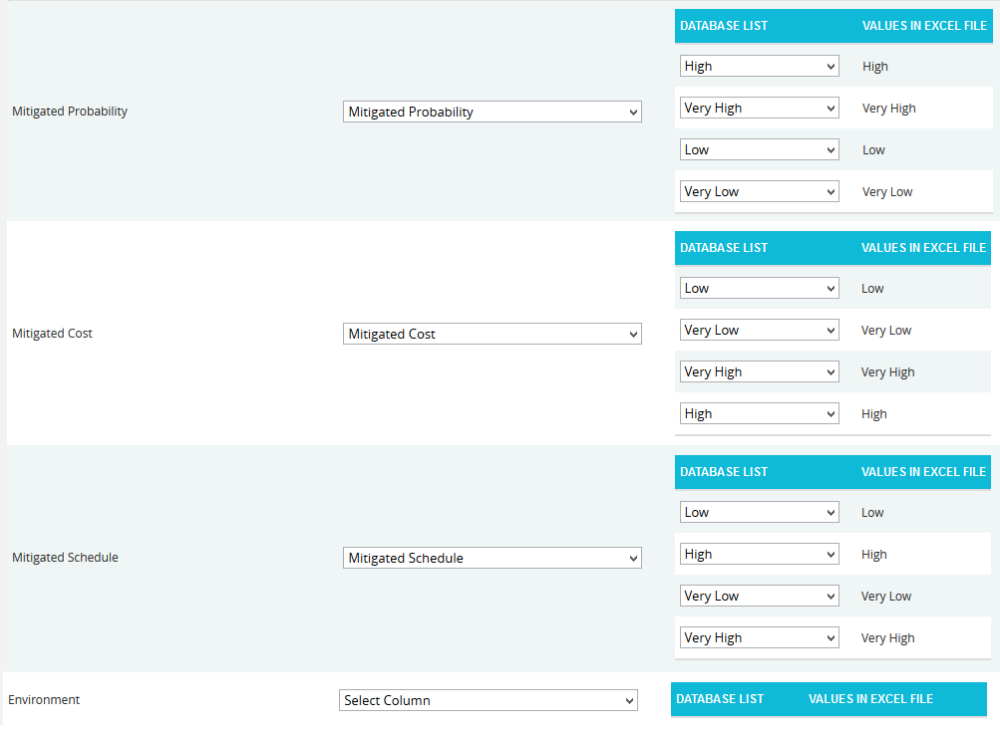 DATABASE LIST VALUES IN EXCEL FILE
High High
Mitigated Probability Mitigated Probability Very High Very High
Low Low
Very Low Very Low
DATABASE LIST VALUES IN EXCEL FILE
Low Low
Mitigated Cost Mitigated Cost Very Low Very Low
Very High Very High
High High
DATABASE LIST VALUES IN EXCEL FILE
Low Low
Mitigated Schedule Mitigated Schedule High High
Very Low Very Low
Very High Very High
Environment Select Column DATABASE LIST VALUES IN EXCEL FILE